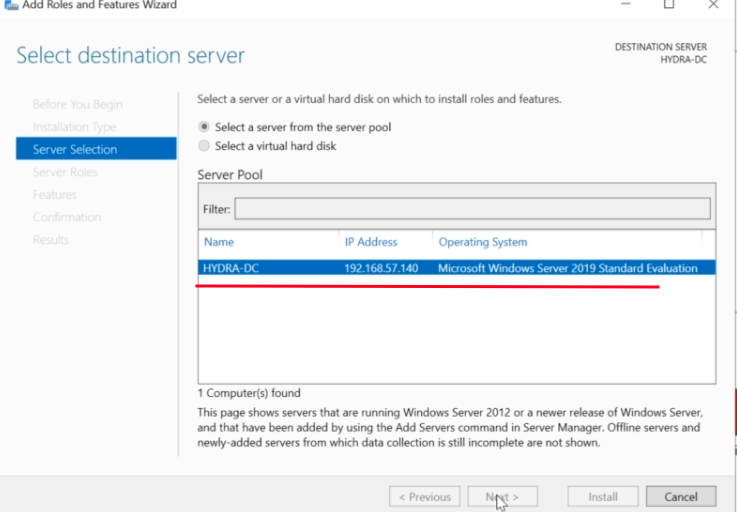 Add Roles and Features Wizard
Select destination server
DESTINATION SERVER
HYDRA-DC
Before You Begin
Installation Type
Server Selection
Server Roles
Features
Confirmation
Results
Select a server or a virtual hard disk on which to install roles and features.
Select a server from the server pool
Select a virtual hard disk
Server Pool
Filter:
Name IP Address Operating System
HYDRA-DC 192.168.57.140 Microsoft Windows Server 2019 Standard Evaluation
1 Computer(s) found
This page shows servers that are running Windows Server 2012 or a newer release of Windows Server,
and that have been added by using the Add Servers command in Server Manager. Offline servers and
newly-added servers from which data collection is still incomplete are not shown.
< Previous Next > Install Cancel